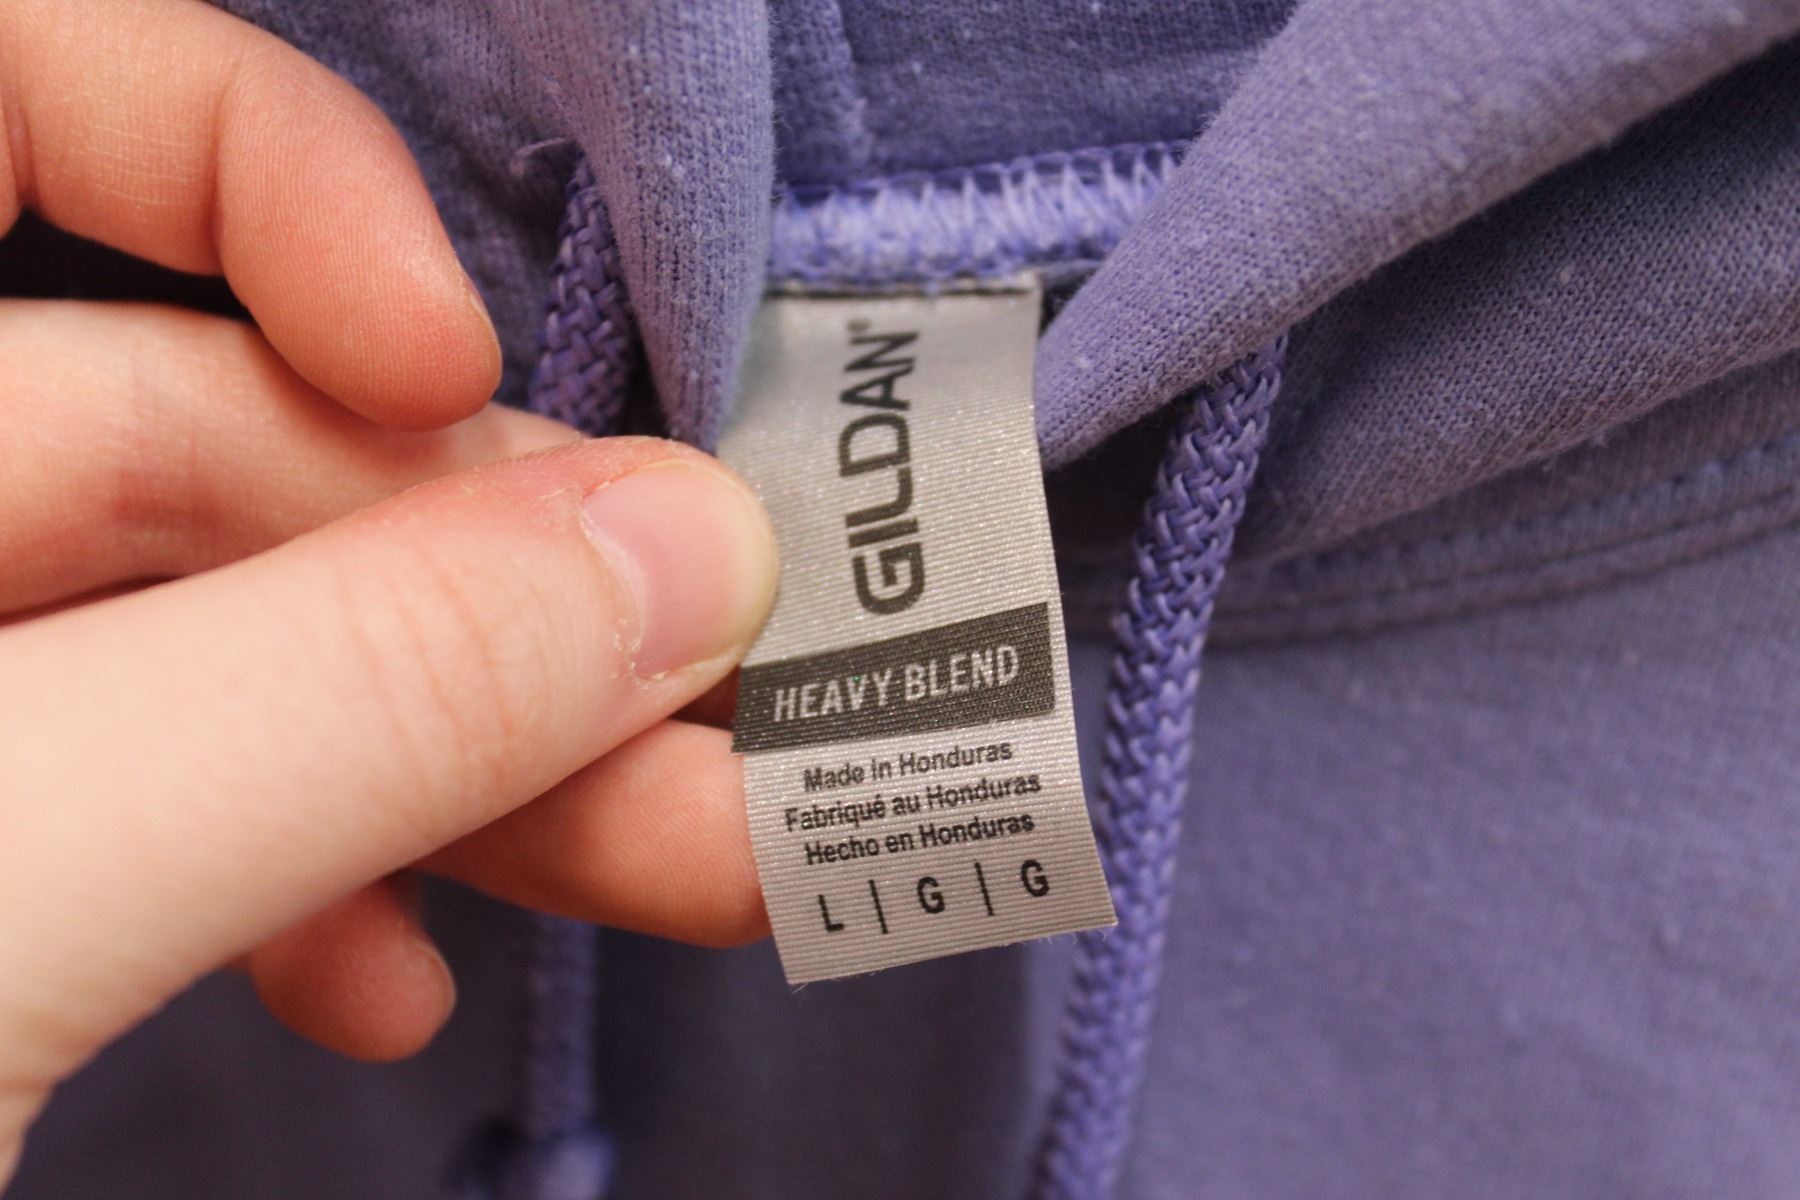 GILDAN®
HEAVY BLEND
Made in Honduras
Fabriqué au Honduras
Hecho en Honduras
L | G | G